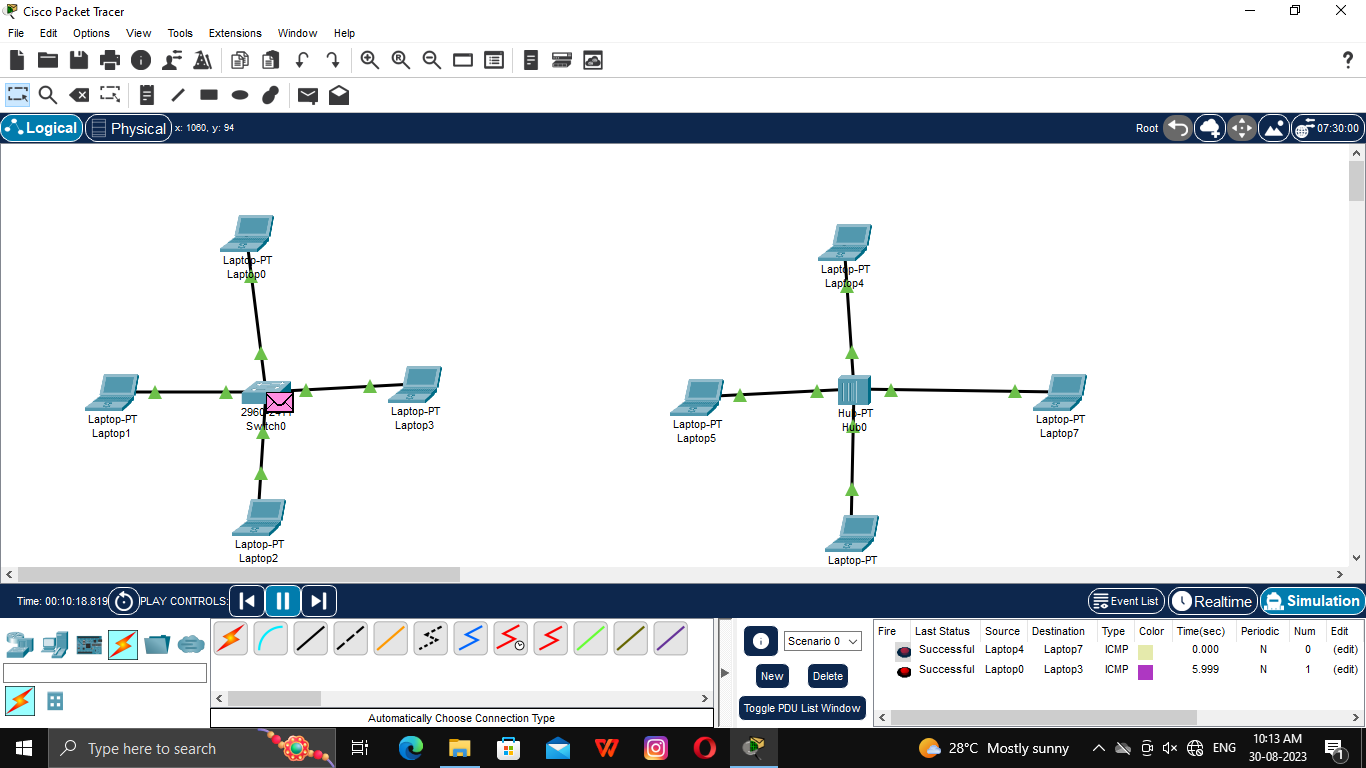 Cisco Packet Tracer
File Edit Options View Tools Extensions Window Help
Logical Physical x: 1060, y: 94 Root 07:30:00
Laptop-PT
Laptop0
Laptop-PT
Laptop4
Laptop-PT
Laptop1
2960-24TT
Switch0
Laptop-PT
Laptop3
Laptop-PT
Laptop5
Hub-PT
Hub0
Laptop-PT
Laptop7
Laptop-PT
Laptop2
Laptop-PT
Time: 00:10:18.819 PLAY CONTROLS: Event List Realtime Simulation
Scenario 0
New Delete
Toggle PDU List Window
Fire Last Status Source Destination Type Color Time(sec) Periodic Num Edit
Successful Laptop4 Laptop7 ICMP 0.000 N 0 (edit)
Successful Laptop0 Laptop3 ICMP 5.999 N 1 (edit)
Automatically Choose Connection Type
Type here to search
28°C Mostly sunny
ENG
10:13 AM
30-08-2023
1